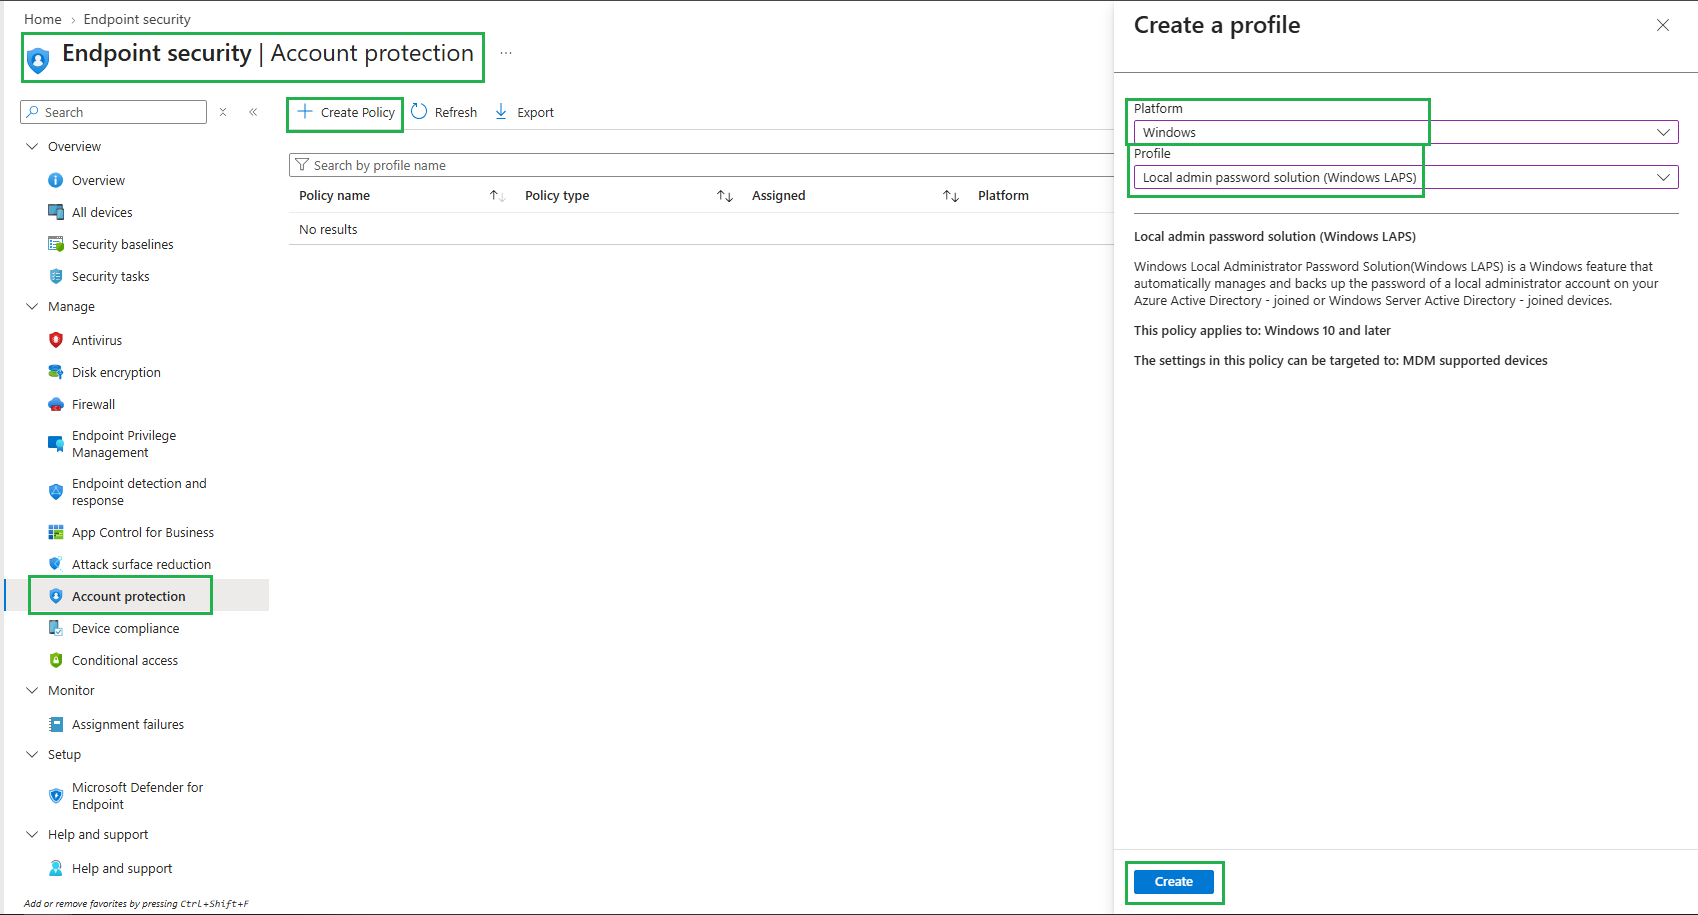 Home › Endpoint security
Endpoint security | Account protection ...
Search
Overview
Overview
All devices
Security baselines
Security tasks
Manage
Antivirus
Disk encryption
Firewall
Endpoint Privilege
Management
Endpoint detection and
response
App Control for Business
Attack surface reduction
Account protection
Device compliance
Conditional access
Monitor
Assignment failures
Setup
Microsoft Defender for
Endpoint
Help and support
Help and support
Add or remove favorites by pressing Ctrl+Shift+F
Create Policy Refresh Export
Search by profile name
Policy name Policy type Assigned Platform
No results
Create a profile
Platform
Windows
Profile
Local admin password solution (Windows LAPS)
Local admin password solution (Windows LAPS)
Windows Local Administrator Password Solution(Windows LAPS) is a Windows feature that
automatically manages and backs up the password of a local administrator account on your
Azure Active Directory - joined or Windows Server Active Directory - joined devices.
This policy applies to: Windows 10 and later
The settings in this policy can be targeted to: MDM supported devices
Create